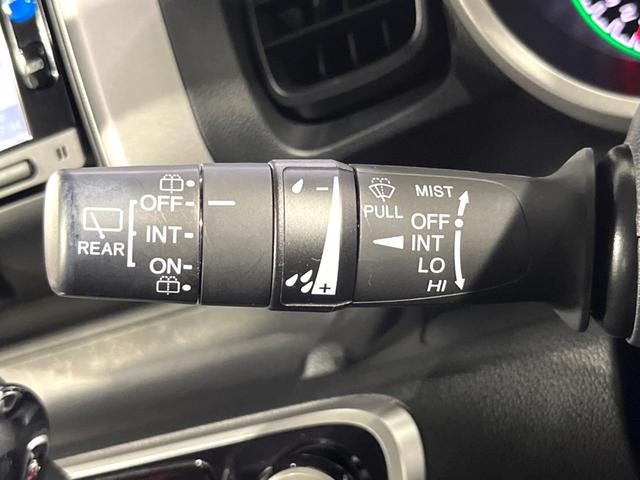 REAR
OFF
INT
ON
−
+
PULL
MIST
OFF
INT
LO
HI